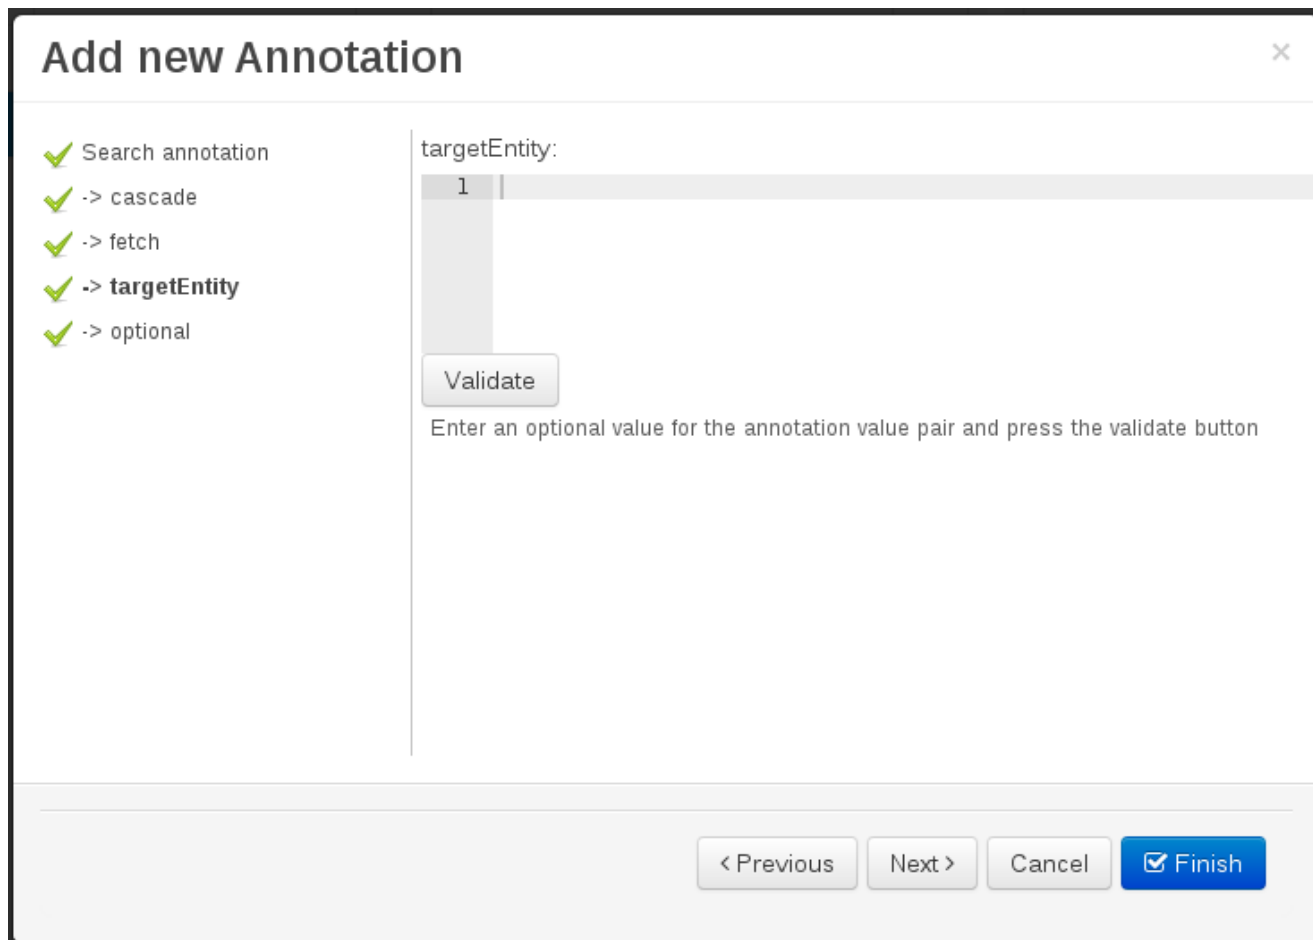 Add new Annotation
×
Search annotation
-> cascade
-> fetch
-> targetEntity
-> optional
targetEntity:
1
Validate
Enter an optional value for the annotation value pair and press the validate button
< Previous
Next >
Cancel
Finish